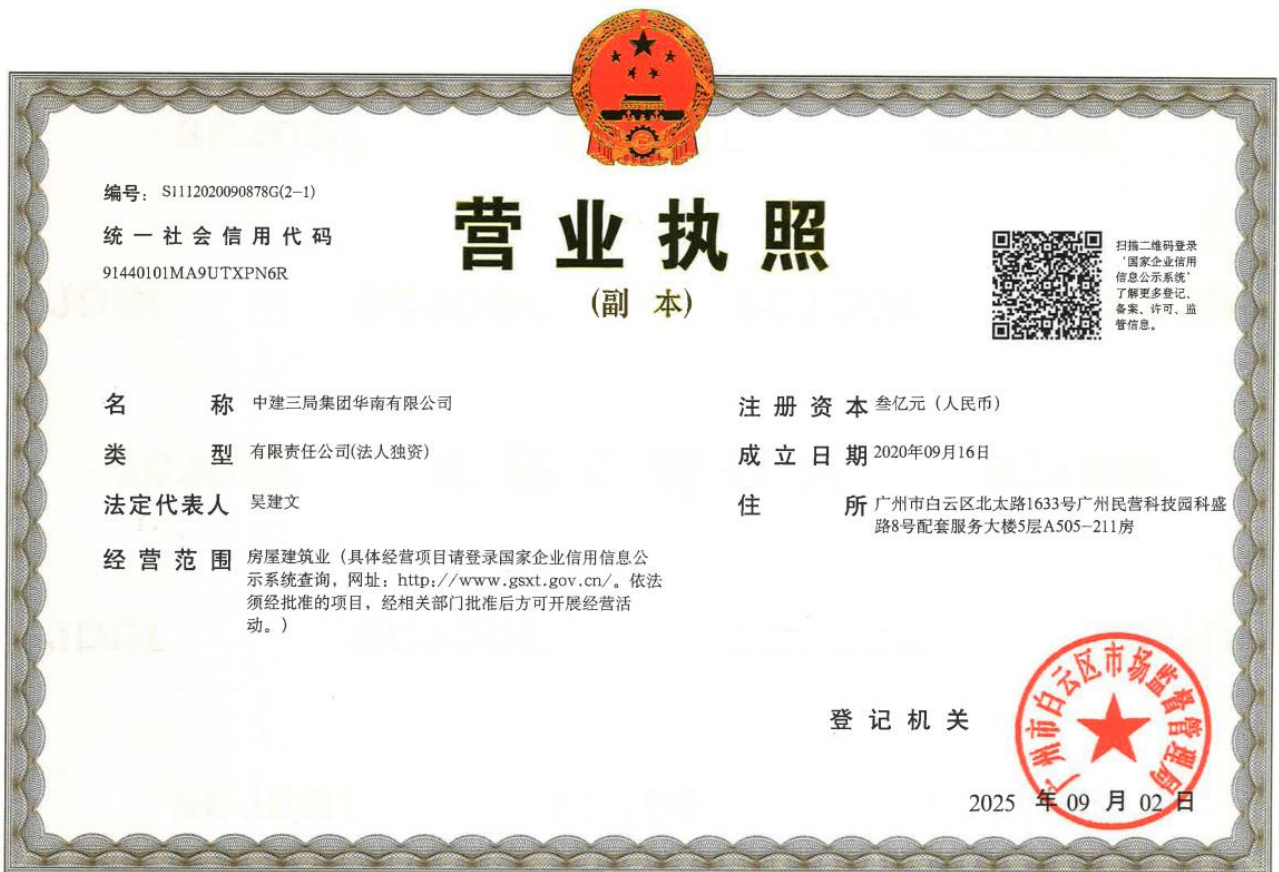 编号： S1112020090878G(2-1)
统一社会信用代码
91440101MA9UTXPN6R
营业执照
(副 本)
扫描二维码登录
‘国家企业信用
信息公示系统’
了解更多登记、
备案、许可、监
管信息。
名 称 中建三局集团华南有限公司
类 型 有限责任公司(法人独资)
法定代表人 吴建文
经营范围 房屋建筑业（具体经营项目请登录国家企业信用信息公
示系统查询，网址：http://www.gsxt.gov.cn/。依法
须经批准的项目，经相关部门批准后方可开展经营活
动。）
注册资本 叁亿元（人民币）
成立日期 2020年09月16日
住 所 广州市白云区北太路1633号广州民营科技园科盛
路8号配套服务大楼5层A505-211房
登记机关
广州市白云区市场监督管理局
2025 年 09 月 02 日